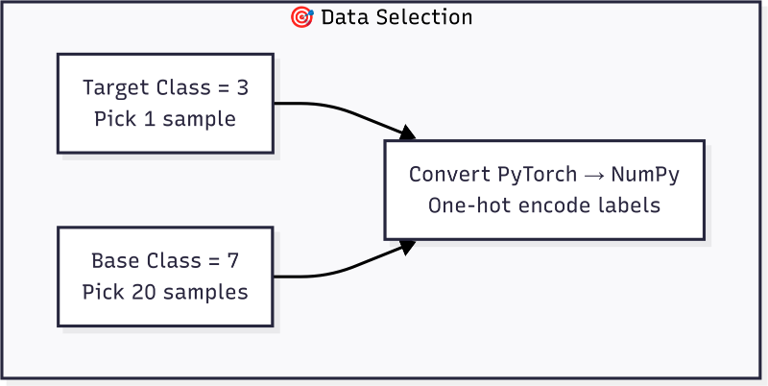 🎯 Data Selection
Target Class = 3
Pick 1 sample
Convert PyTorch → NumPy
One-hot encode labels
Base Class = 7
Pick 20 samples